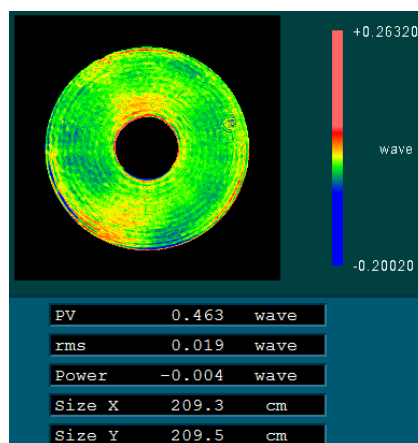 +0.26320
wave
-0.20020
PV 0.463 wave
rms 0.019 wave
Power -0.004 wave
Size X 209.3 cm
Size Y 209.5 cm